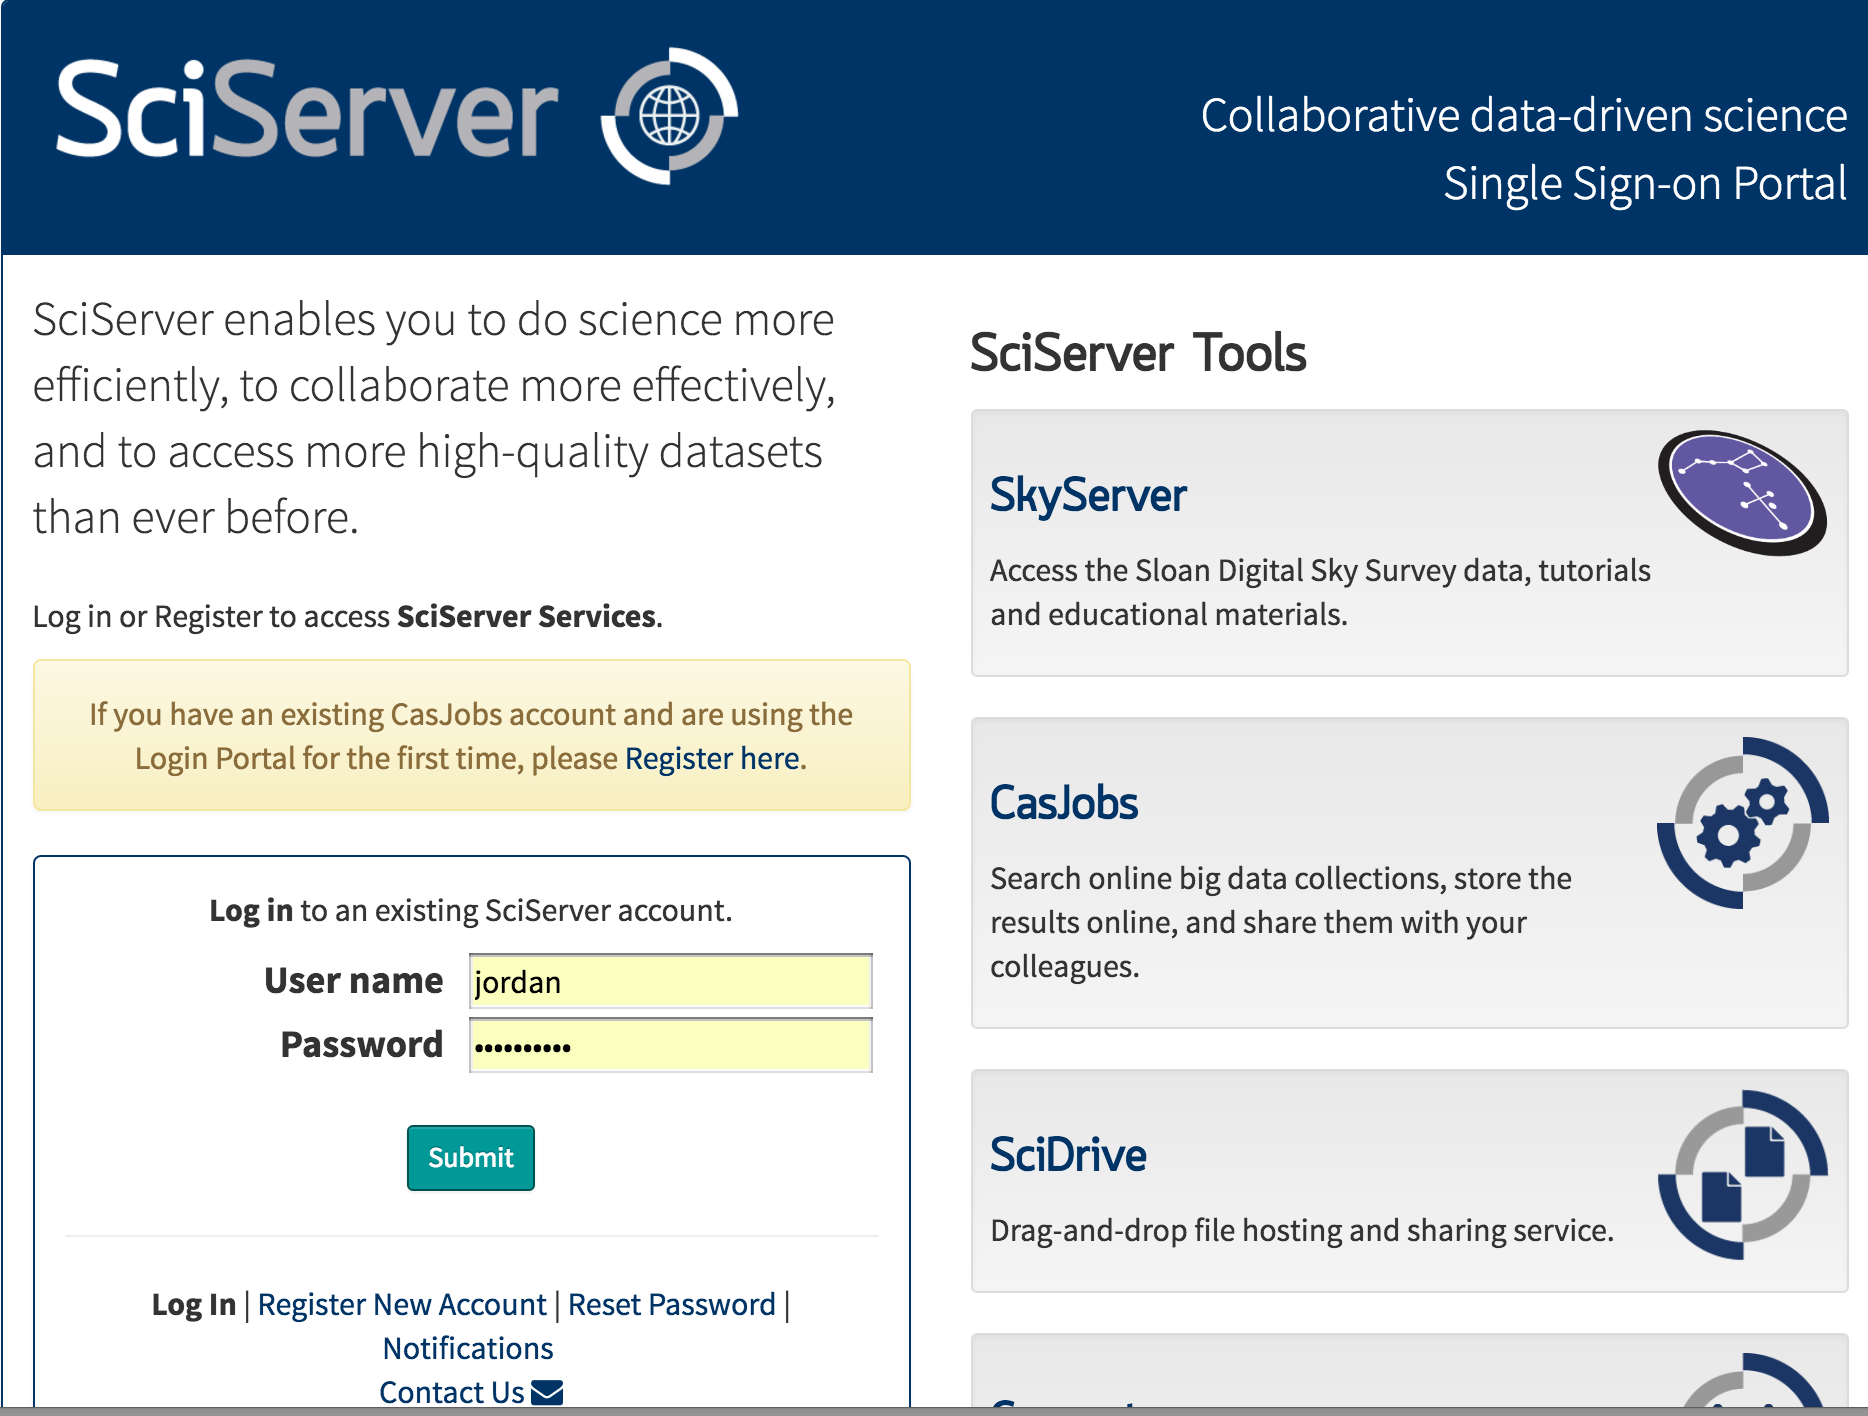 SciServer
Collaborative data-driven science
Single Sign-on Portal
SciServer enables you to do science more
efficiently, to collaborate more effectively,
and to access more high-quality datasets
than ever before.
Log in or Register to access SciServer Services.
If you have an existing CasJobs account and are using the
Login Portal for the first time, please Register here.
Log in to an existing SciServer account.
User name jordan
Password ••••••••••
Submit
Log In | Register New Account | Reset Password |
Notifications
Contact Us
SciServer Tools
SkyServer
Access the Sloan Digital Sky Survey data, tutorials
and educational materials.
CasJobs
Search online big data collections, store the
results online, and share them with your
colleagues.
SciDrive
Drag-and-drop file hosting and sharing service.